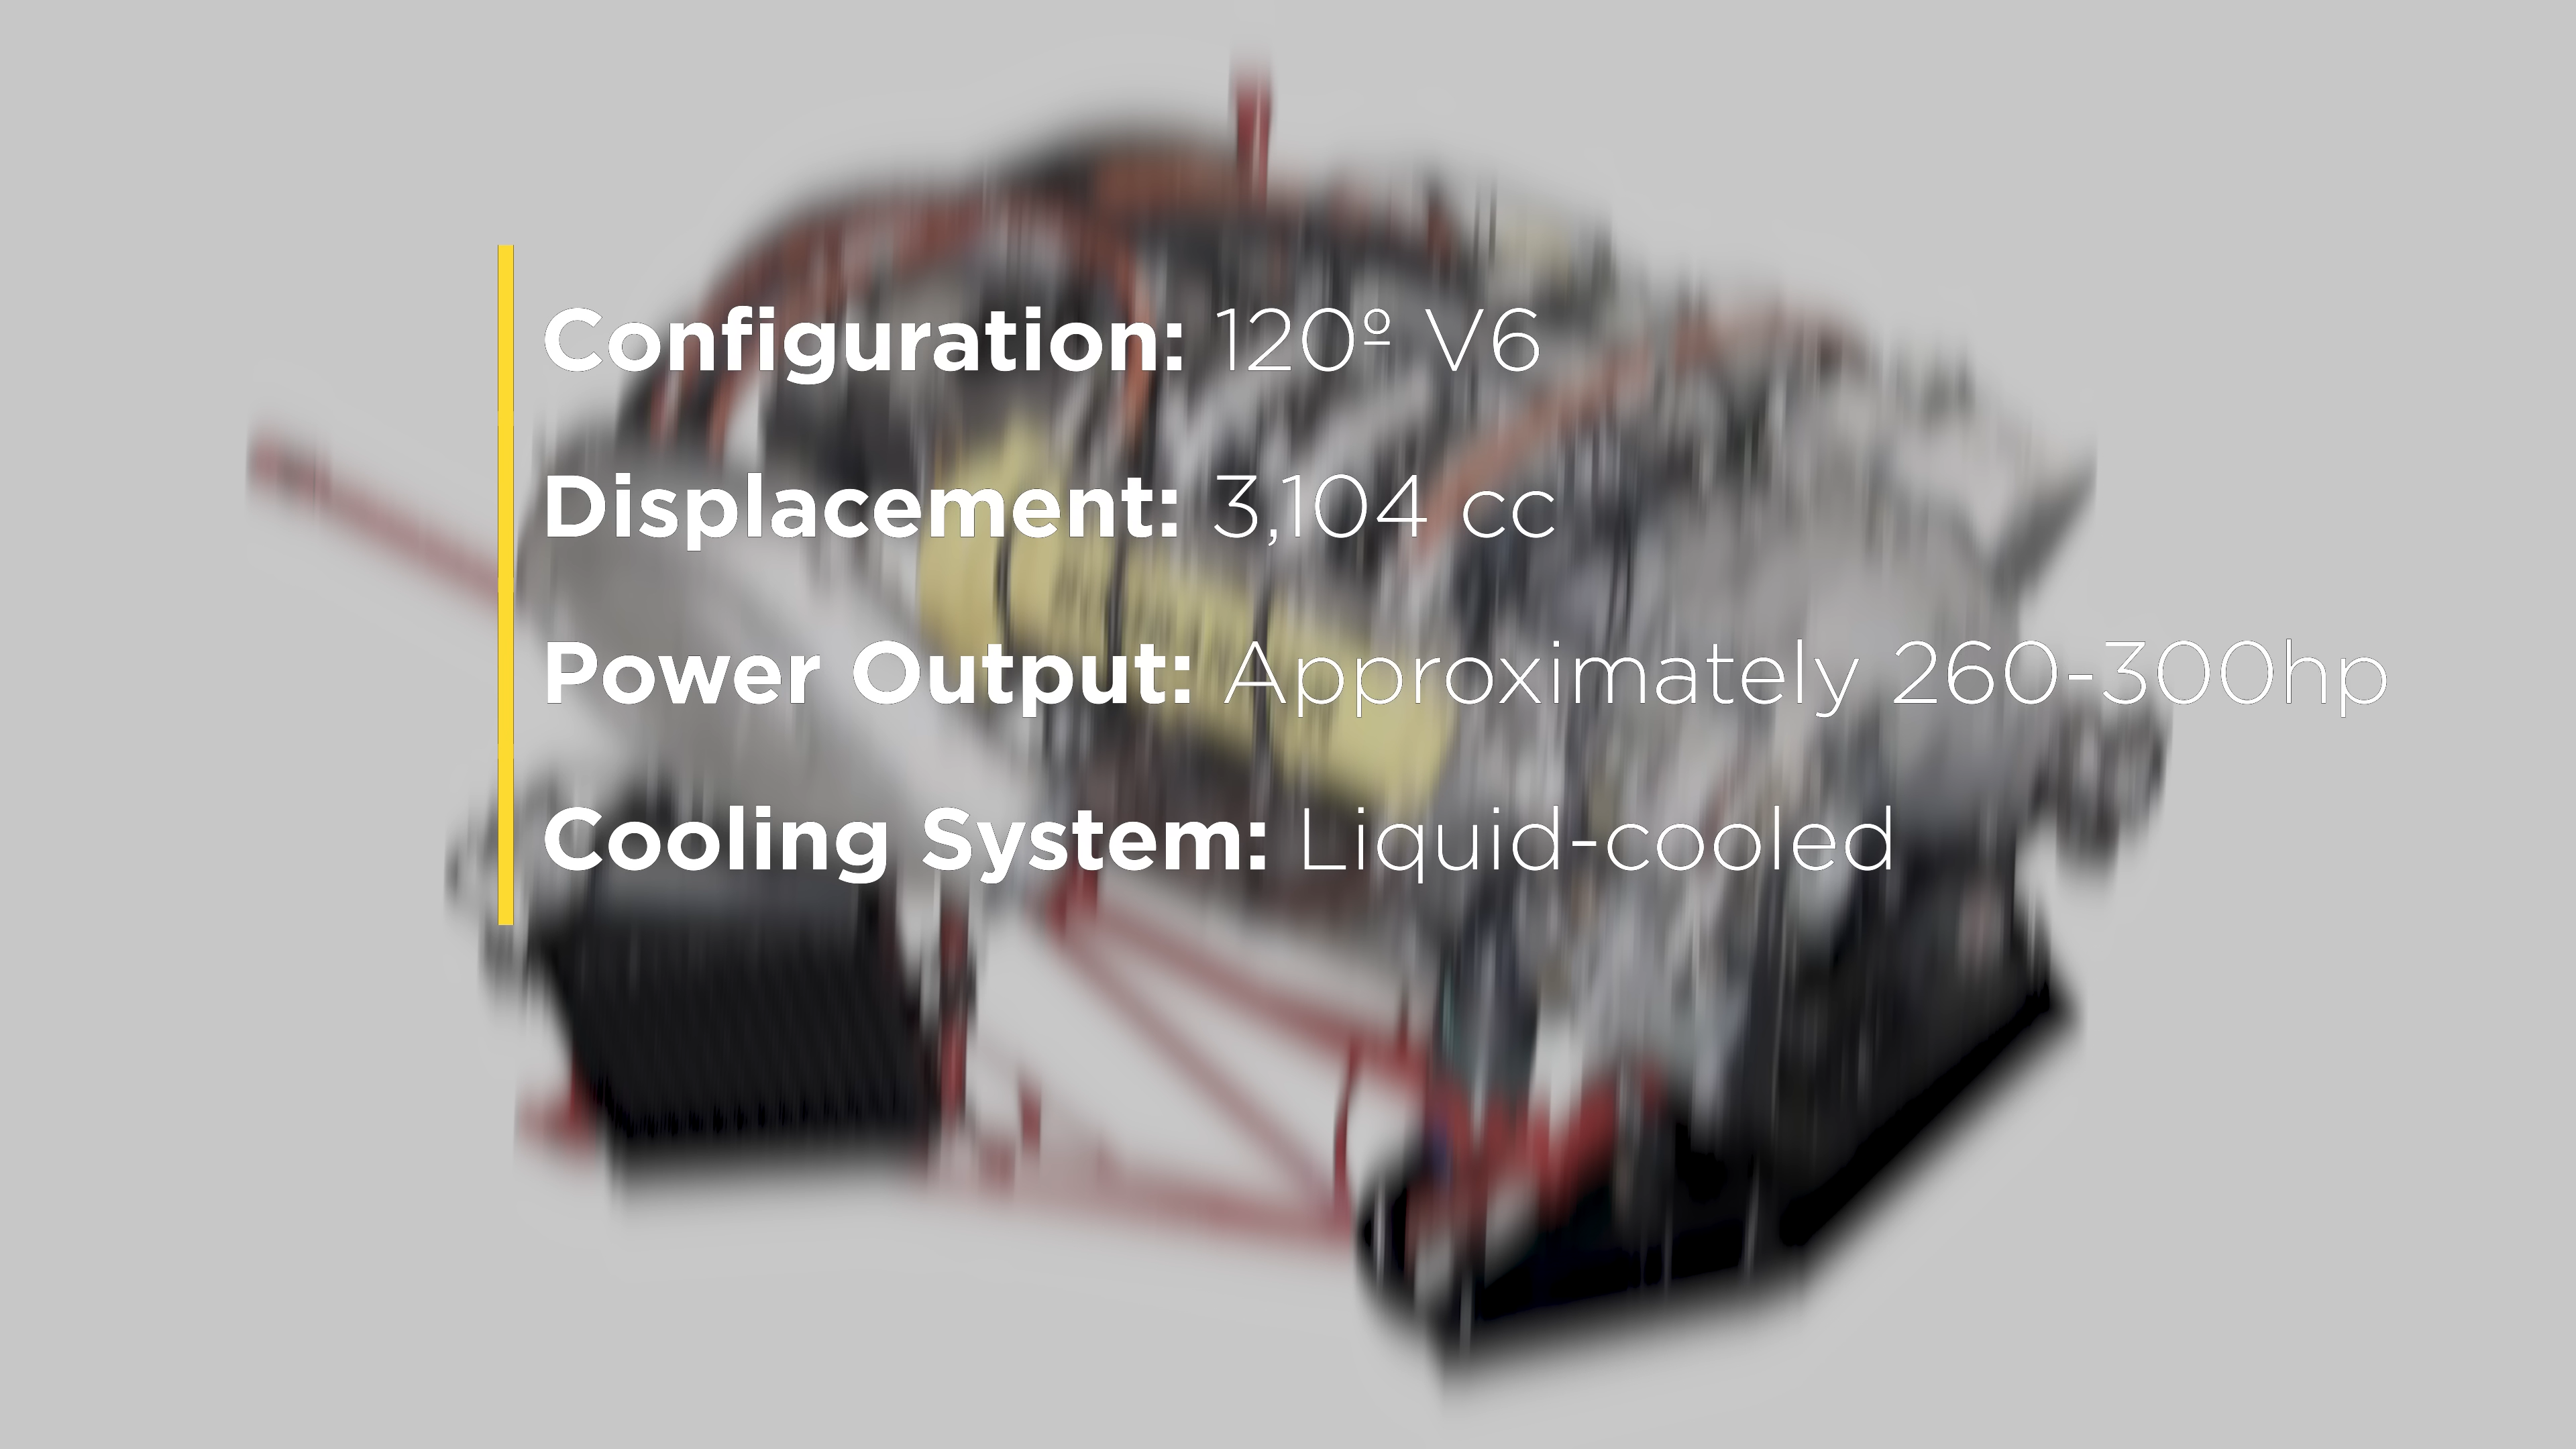 Configuration: 120º V6
Displacement: 3,104 cc
Power Output: Approximately 260-300hp
Cooling System: Liquid-cooled